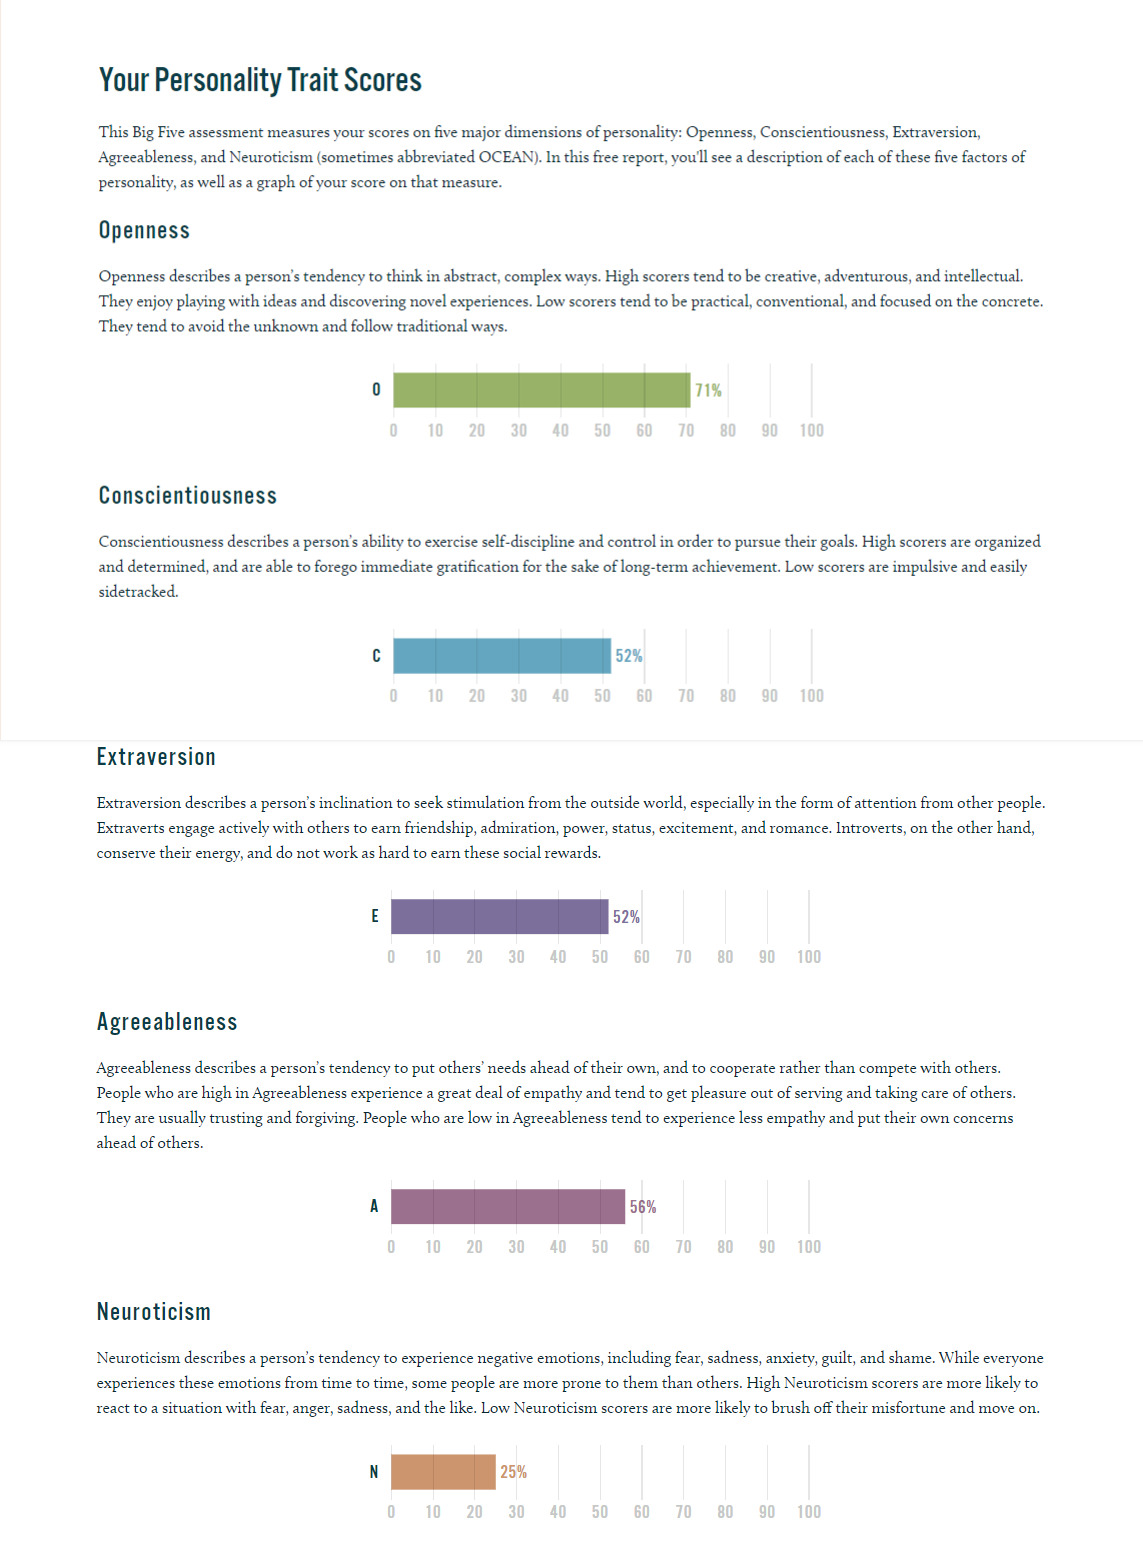 Your Personality Trait Scores
This Big Five assessment measures your scores on five major dimensions of personality: Openness, Conscientiousness, Extraversion,
Agreeableness, and Neuroticism (sometimes abbreviated OCEAN). In this free report, you'll see a description of each of these five factors of
personality, as well as a graph of your score on that measure.
Openness
Openness describes a person's tendency to think in abstract, complex ways. High scorers tend to be creative, adventurous, and intellectual.
They enjoy playing with ideas and discovering novel experiences. Low scorers tend to be practical, conventional, and focused on the concrete.
They tend to avoid the unknown and follow traditional ways.
O 71%
0 10 20 30 40 50 60 70 80 90 100
Conscientiousness
Conscientiousness describes a person's ability to exercise self-discipline and control in order to pursue their goals. High scorers are organized
and determined, and are able to forego immediate gratification for the sake of long-term achievement. Low scorers are impulsive and easily
sidetracked.
C 52%
0 10 20 30 40 50 60 70 80 90 100
Extraversion
Extraversion describes a person's inclination to seek stimulation from the outside world, especially in the form of attention from other people.
Extraverts engage actively with others to earn friendship, admiration, power, status, excitement, and romance. Introverts, on the other hand,
conserve their energy, and do not work as hard to earn these social rewards.
E 52%
0 10 20 30 40 50 60 70 80 90 100
Agreeableness
Agreeableness describes a person's tendency to put others' needs ahead of their own, and to cooperate rather than compete with others.
People who are high in Agreeableness experience a great deal of empathy and tend to get pleasure out of serving and taking care of others.
They are usually trusting and forgiving. People who are low in Agreeableness tend to experience less empathy and put their own concerns
ahead of others.
A 56%
0 10 20 30 40 50 60 70 80 90 100
Neuroticism
Neuroticism describes a person's tendency to experience negative emotions, including fear, sadness, anxiety, guilt, and shame. While everyone
experiences these emotions from time to time, some people are more prone to them than others. High Neuroticism scorers are more likely to
react to a situation with fear, anger, sadness, and the like. Low Neuroticism scorers are more likely to brush off their misfortune and move on.
N 25%
0 10 20 30 40 50 60 70 80 90 100